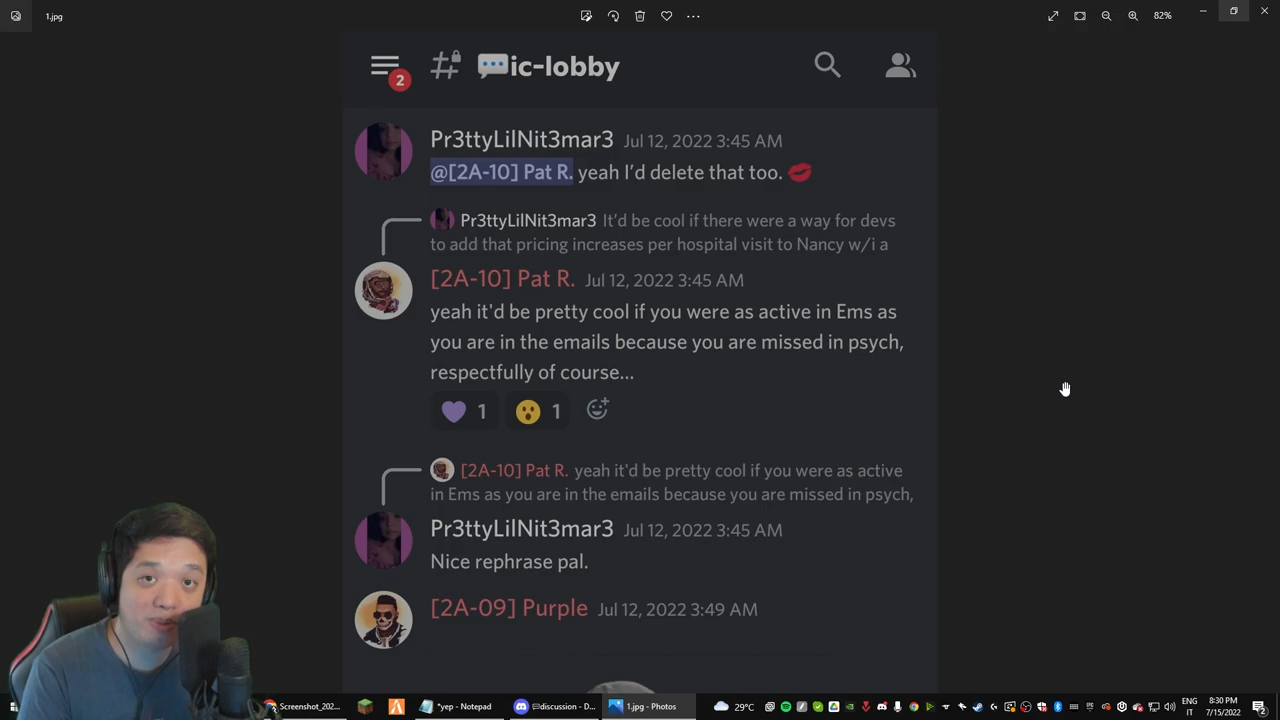 1.jpg
82%
2
ic-lobby
Pr3ttyLilNit3mar3 Jul 12, 2022 3:45 AM
@[2A-10] Pat R. yeah I’d delete that too.
Pr3ttyLilNit3mar3 It’d be cool if there were a way for devs
to add that pricing increases per hospital visit to Nancy w/i a
[2A-10] Pat R. Jul 12, 2022 3:45 AM
yeah it'd be pretty cool if you were as active in Ems as
you are in the emails because you are missed in psych,
respectfully of course...
1 1
[2A-10] Pat R. yeah it'd be pretty cool if you were as active
in Ems as you are in the emails because you are missed in psych,
Pr3ttyLilNit3mar3 Jul 12, 2022 3:45 AM
Nice rephrase pal.
[2A-09] Purple Jul 12, 2022 3:49 AM
Screenshot_202... *yep - Notepad discussion - D... 1.jpg - Photos 29°C ENG 8:30 PM
IT 7/15/2022